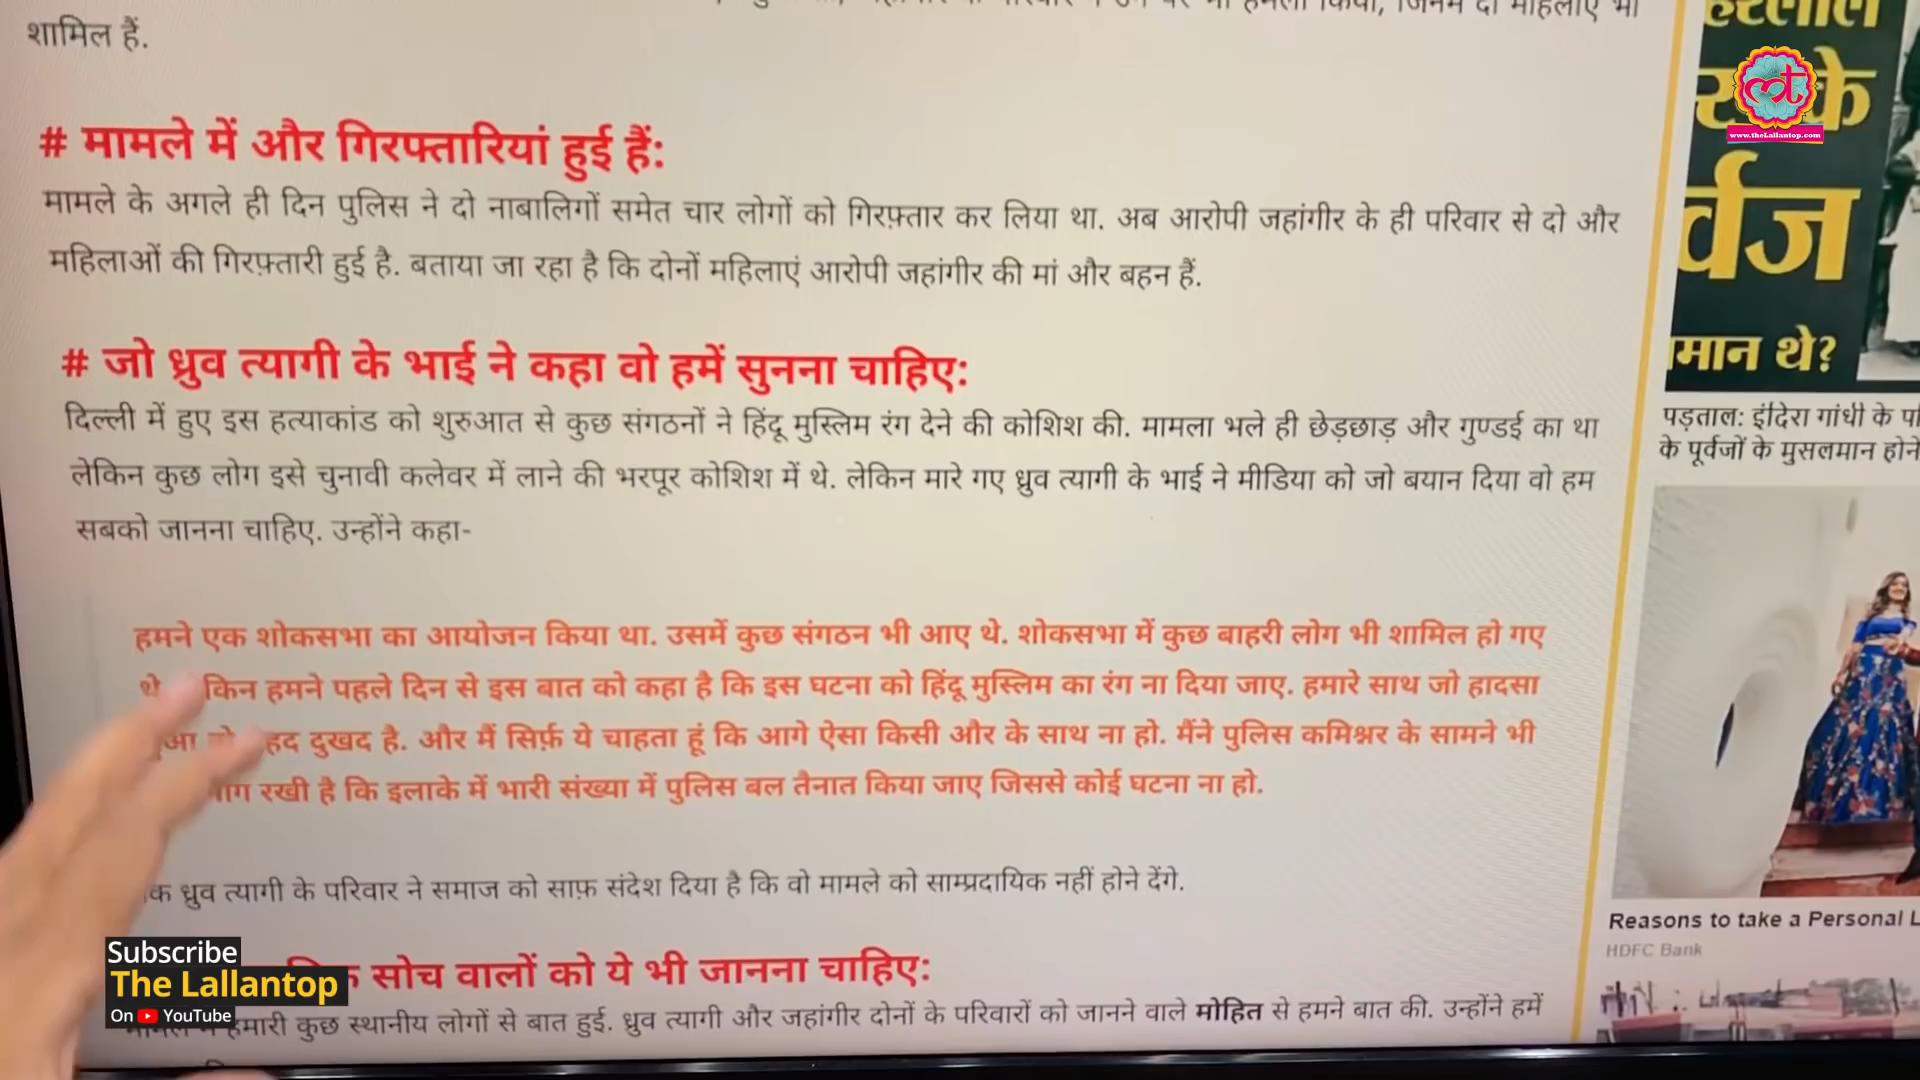 शामिल हैं.
# मामले में और गिरफ्तारियां हुई हैं:
मामले के अगले ही दिन पुलिस ने दो नाबालिगों समेत चार लोगों को गिरफ़्तार कर लिया था. अब आरोपी जहांगीर के ही परिवार से दो और
महिलाओं की गिरफ़्तारी हुई है. बताया जा रहा है कि दोनों महिलाएं आरोपी जहांगीर की मां और बहन हैं.
# जो ध्रुव त्यागी के भाई ने कहा वो हमें सुनना चाहिए:
दिल्ली में हुए इस हत्याकांड को शुरुआत से कुछ संगठनों ने हिंदू मुस्लिम रंग देने की कोशिश की. मामला भले ही छेड़छाड़ और गुण्डई का था
लेकिन कुछ लोग इसे चुनावी कलेवर में लाने की भरपूर कोशिश में थे. लेकिन मारे गए ध्रुव त्यागी के भाई ने मीडिया को जो बयान दिया वो हम
सबको जानना चाहिए. उन्होंने कहा-
हमने एक शोकसभा का आयोजन किया था. उसमें कुछ संगठन भी आए थे. शोकसभा में कुछ बाहरी लोग भी शामिल हो गए
थे किन हमने पहले दिन से इस बात को कहा है कि इस घटना को हिंदू मुस्लिम का रंग ना दिया जाए. हमारे साथ जो हादसा
हद दुखद है. और मैं सिर्फ़ ये चाहता हूं कि आगे ऐसा किसी और के साथ ना हो. मैंने पुलिस कमिश्नर के सामने भी
रखी है कि इलाके में भारी संख्या में पुलिस बल तैनात किया जाए जिससे कोई घटना ना हो.
क ध्रुव त्यागी के परिवार ने समाज को साफ़ संदेश दिया है कि वो मामले को साम्प्रदायिक नहीं होने देंगे.
सोच वालों को ये भी जानना चाहिए:
हमारी कुछ स्थानीय लोगों से बात हुई. ध्रुव त्यागी और जहांगीर दोनों के परिवारों को जानने वाले मोहित से हमने बात की. उन्होंने हमें
के
र्वज
मान थे?
पड़ताल: इंदिरा गांधी के
के पूर्वजों के मुसलमान होने
Reasons to take a Personal L
HDFC Bank
www.theLallantop.com
Subscribe
The Lallantop
On YouTube